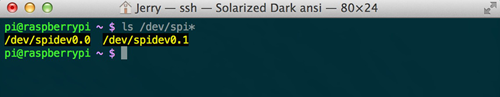 Jerry — ssh — Solarized Dark ansi — 80×24
pi@raspberrypi ~ $ ls /dev/spi*
/dev/spidev0.0  /dev/spidev0.1
pi@raspberrypi ~ $